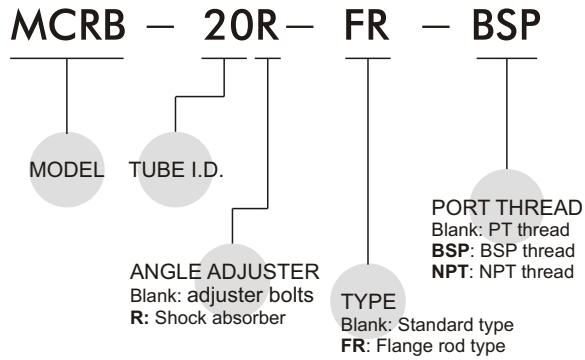 MCRB – 20R – FR – BSP
MODEL
TUBE I.D.
ANGLE ADJUSTER
Blank: adjuster bolts
R: Shock absorber
TYPE
Blank: Standard type
FR: Flange rod type
PORT THREAD
Blank: PT thread
BSP: BSP thread
NPT: NPT thread